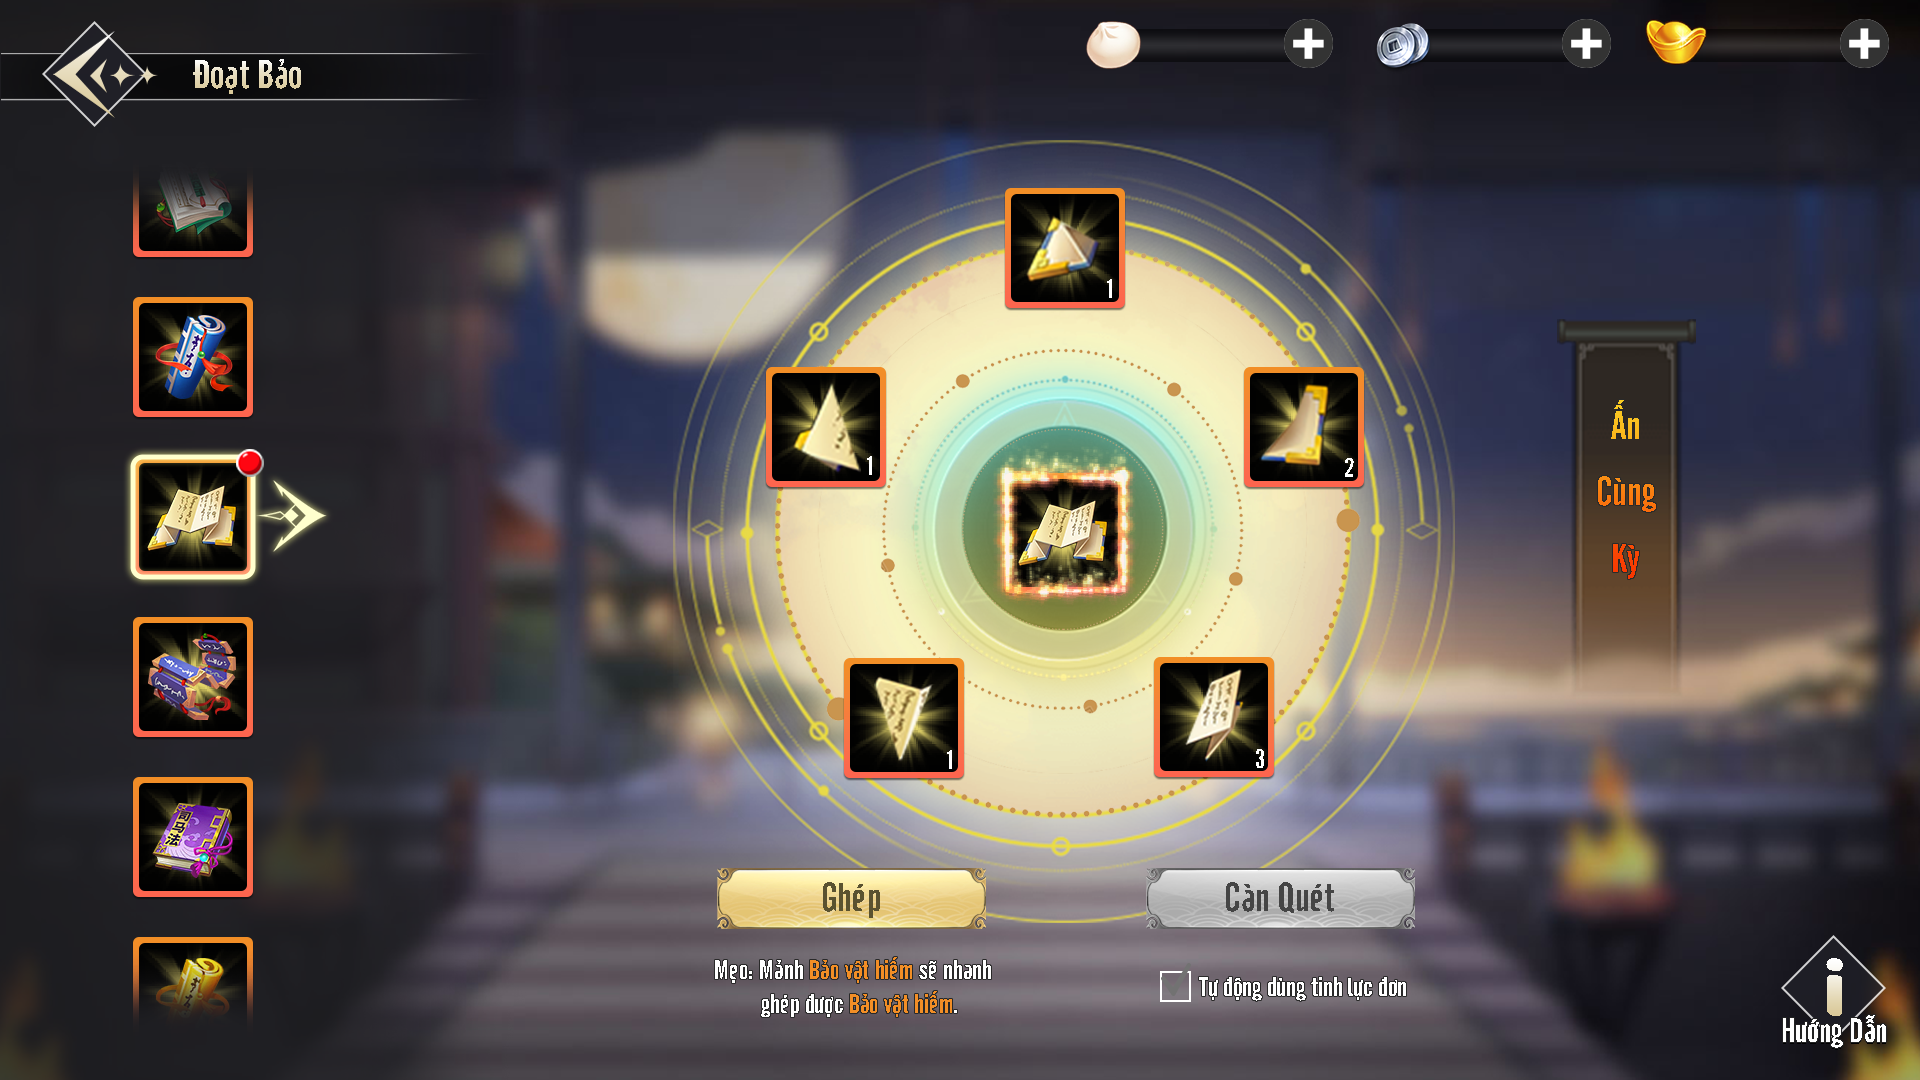 Đoạt Bảo
1
1
2
1
3
Ấn
Cùng
Kỳ
Ghép
Càn Quét
Mẹo: Mảnh Bảo vật hiếm sẽ nhanh
ghép được Bảo vật hiếm.
Tự động dùng tinh lực đơn
Hướng Dẫn